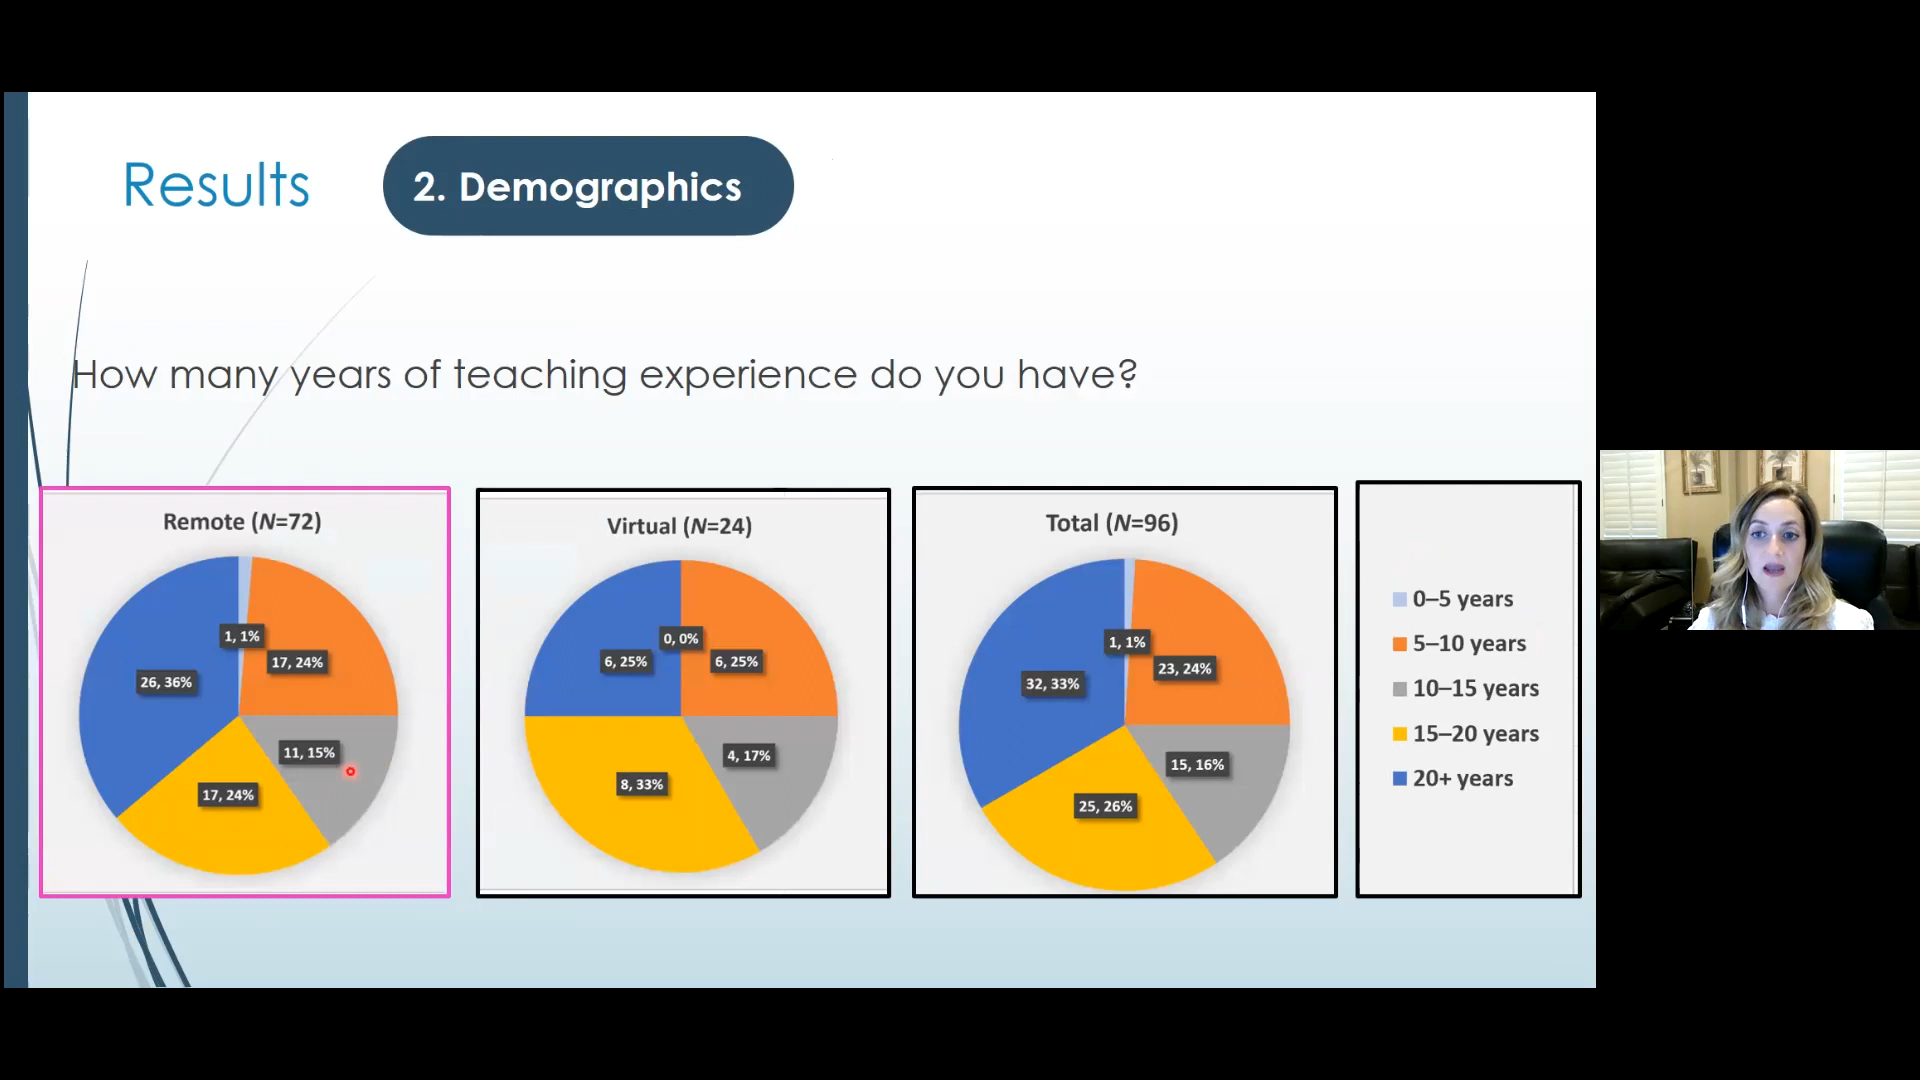 Results
2. Demographics
How many years of teaching experience do you have?
Remote (N=72)
1, 1%
17, 24%
26, 36%
11, 15%
17, 24%
Virtual (N=24)
0, 0%
6, 25%
6, 25%
4, 17%
8, 33%
Total (N=96)
1, 1%
23, 24%
32, 33%
15, 16%
25, 26%
0–5 years
5–10 years
10–15 years
15–20 years
20+ years